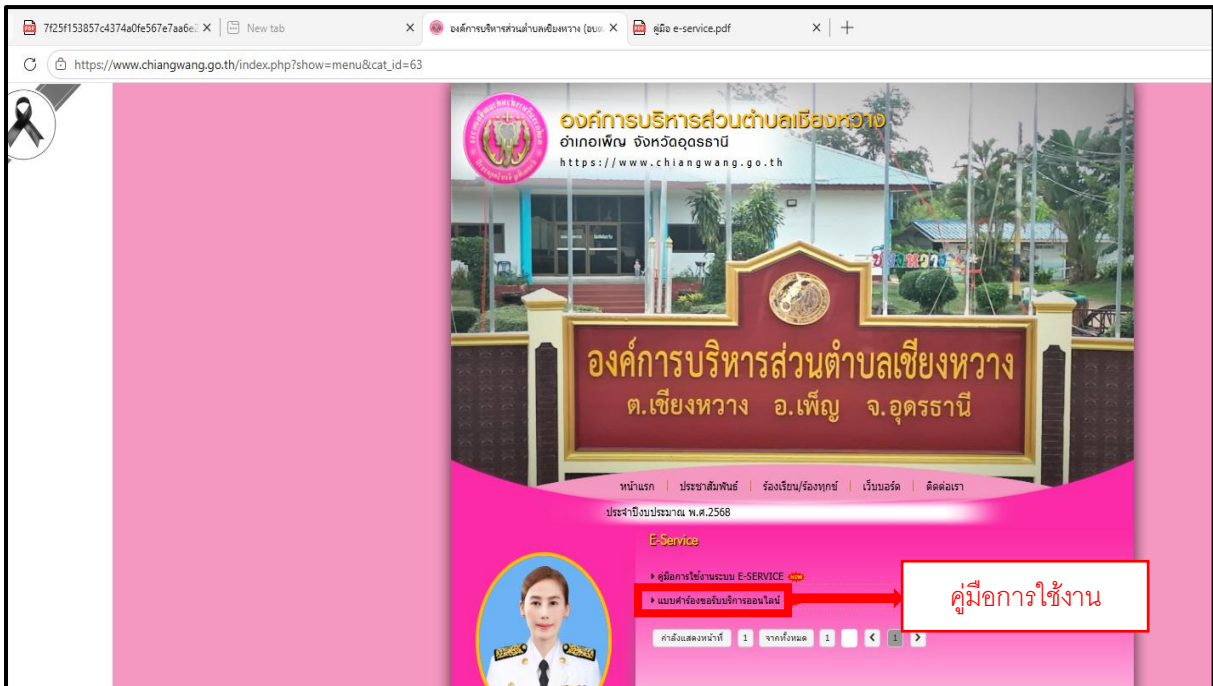 7f25f153857c4374a0fe567e7aa6e2
New tab
องค์การบริหารส่วนตำบลเชียงหวาง (อบต.
คู่มือ e-service.pdf
https://www.chiangwang.go.th/index.php?show=menu&cat_id=63
องค์การบริหารส่วนตำบลเชียงหวาง
อำเภอเพ็ญ จังหวัดอุดรธานี
https://www.chiangwang.go.th
เชียงหวาง
องค์การบริหารส่วนตำบลเชียงหวาง
ต.เชียงหวาง อ.เพ็ญ จ.อุดรธานี
หน้าแรก | ประชาสัมพันธ์ | ร้องเรียน/ร้องทุกข์ | เว็บบอร์ด | ติดต่อเรา
ประจำปีงบประมาณ พ.ศ.2568
E-Service
คู่มือการใช้งานระบบ E-SERVICE NEW
แบบคำร้องขอรับบริการออนไลน์
คู่มือการใช้งาน
กำลังแสดงหน้าที่ 1 จากทั้งหมด 1 1